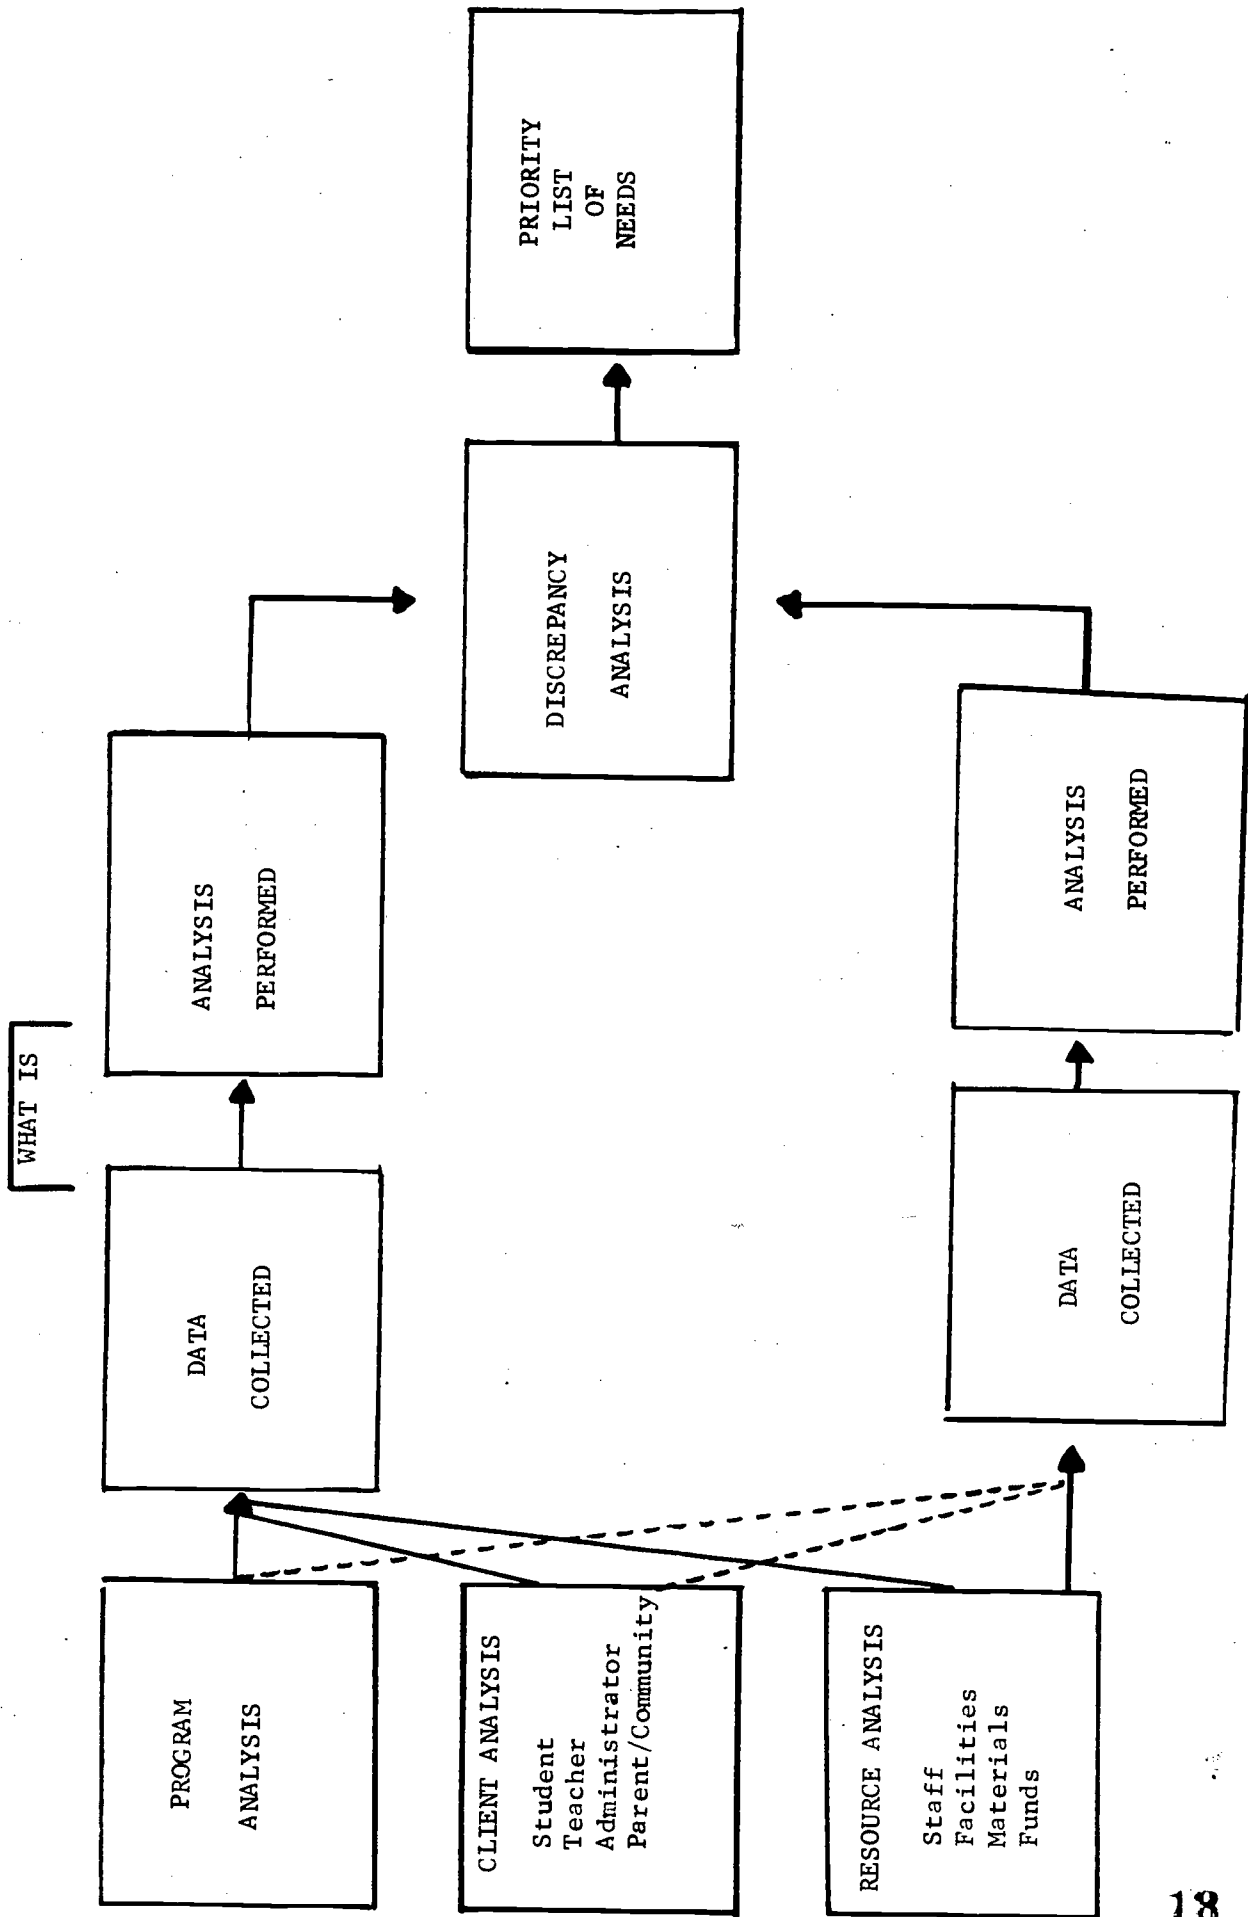 WHAT IS
PROGRAM
ANALYSIS
DATA
COLLECTED
ANALYSIS
PERFORMED
CLIENT ANALYSIS
Student
Teacher
Administrator
Parent/Community
DISCREPANCY
ANALYSIS
PRIORITY
LIST
OF
NEEDS
RESOURCE ANALYSIS
Staff
Facilities
Materials
Funds
DATA
COLLECTED
ANALYSIS
PERFORMED
18